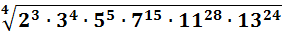 ⁴√2³ · 3⁴ · 5⁵ · 7¹⁵ · 11²⁸ · 13²⁴